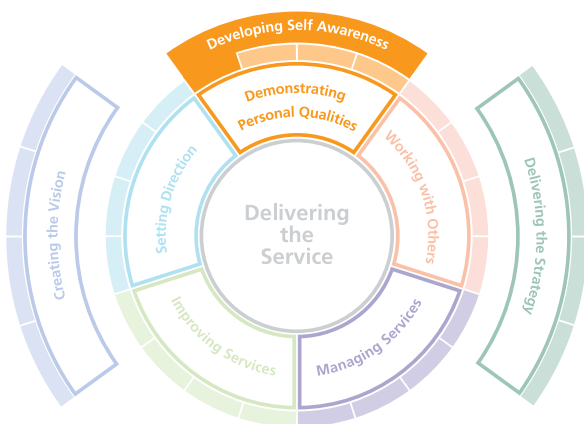 Developing Self Awareness
Demonstrating
Personal Qualities
Creating the Vision
Setting Direction
Delivering
the
Service
Working with Others
Delivering the Strategy
Improving Services
Managing Services